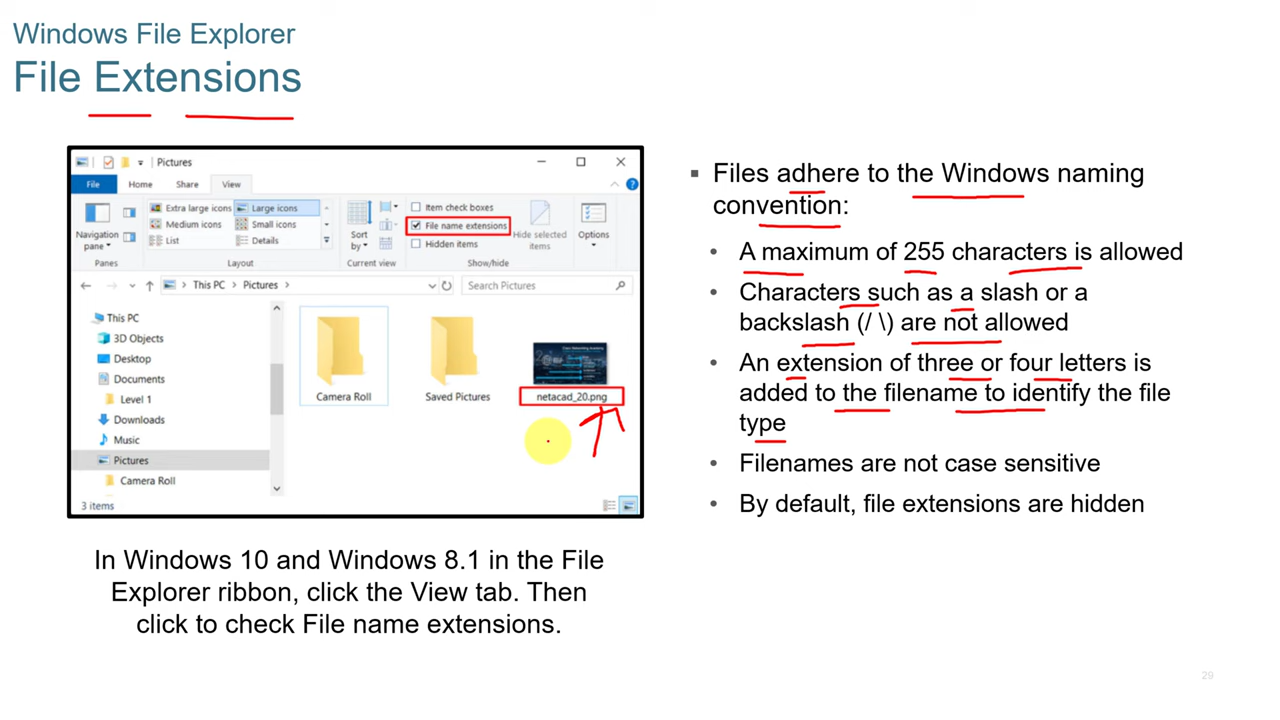 Windows File Explorer
File Extensions
Pictures
File Home Share View
Extra large icons Large icons
Medium icons Small icons
List Details
Navigation pane
Sort by
Item check boxes
File name extensions
Hidden items
Hide selected items
Options
Panes Layout Current view Show/hide
This PC > Pictures >
Search Pictures
This PC
3D Objects
Desktop
Documents
Level 1
Downloads
Music
Pictures
Camera Roll
Camera Roll
Saved Pictures
netacad_20.png
3 items
In Windows 10 and Windows 8.1 in the File
Explorer ribbon, click the View tab. Then
click to check File name extensions.
▪ Files adhere to the Windows naming
convention:
• A maximum of 255 characters is allowed
• Characters such as a slash or a
backslash (/ \) are not allowed
• An extension of three or four letters is
added to the filename to identify the file
type
• Filenames are not case sensitive
• By default, file extensions are hidden
29